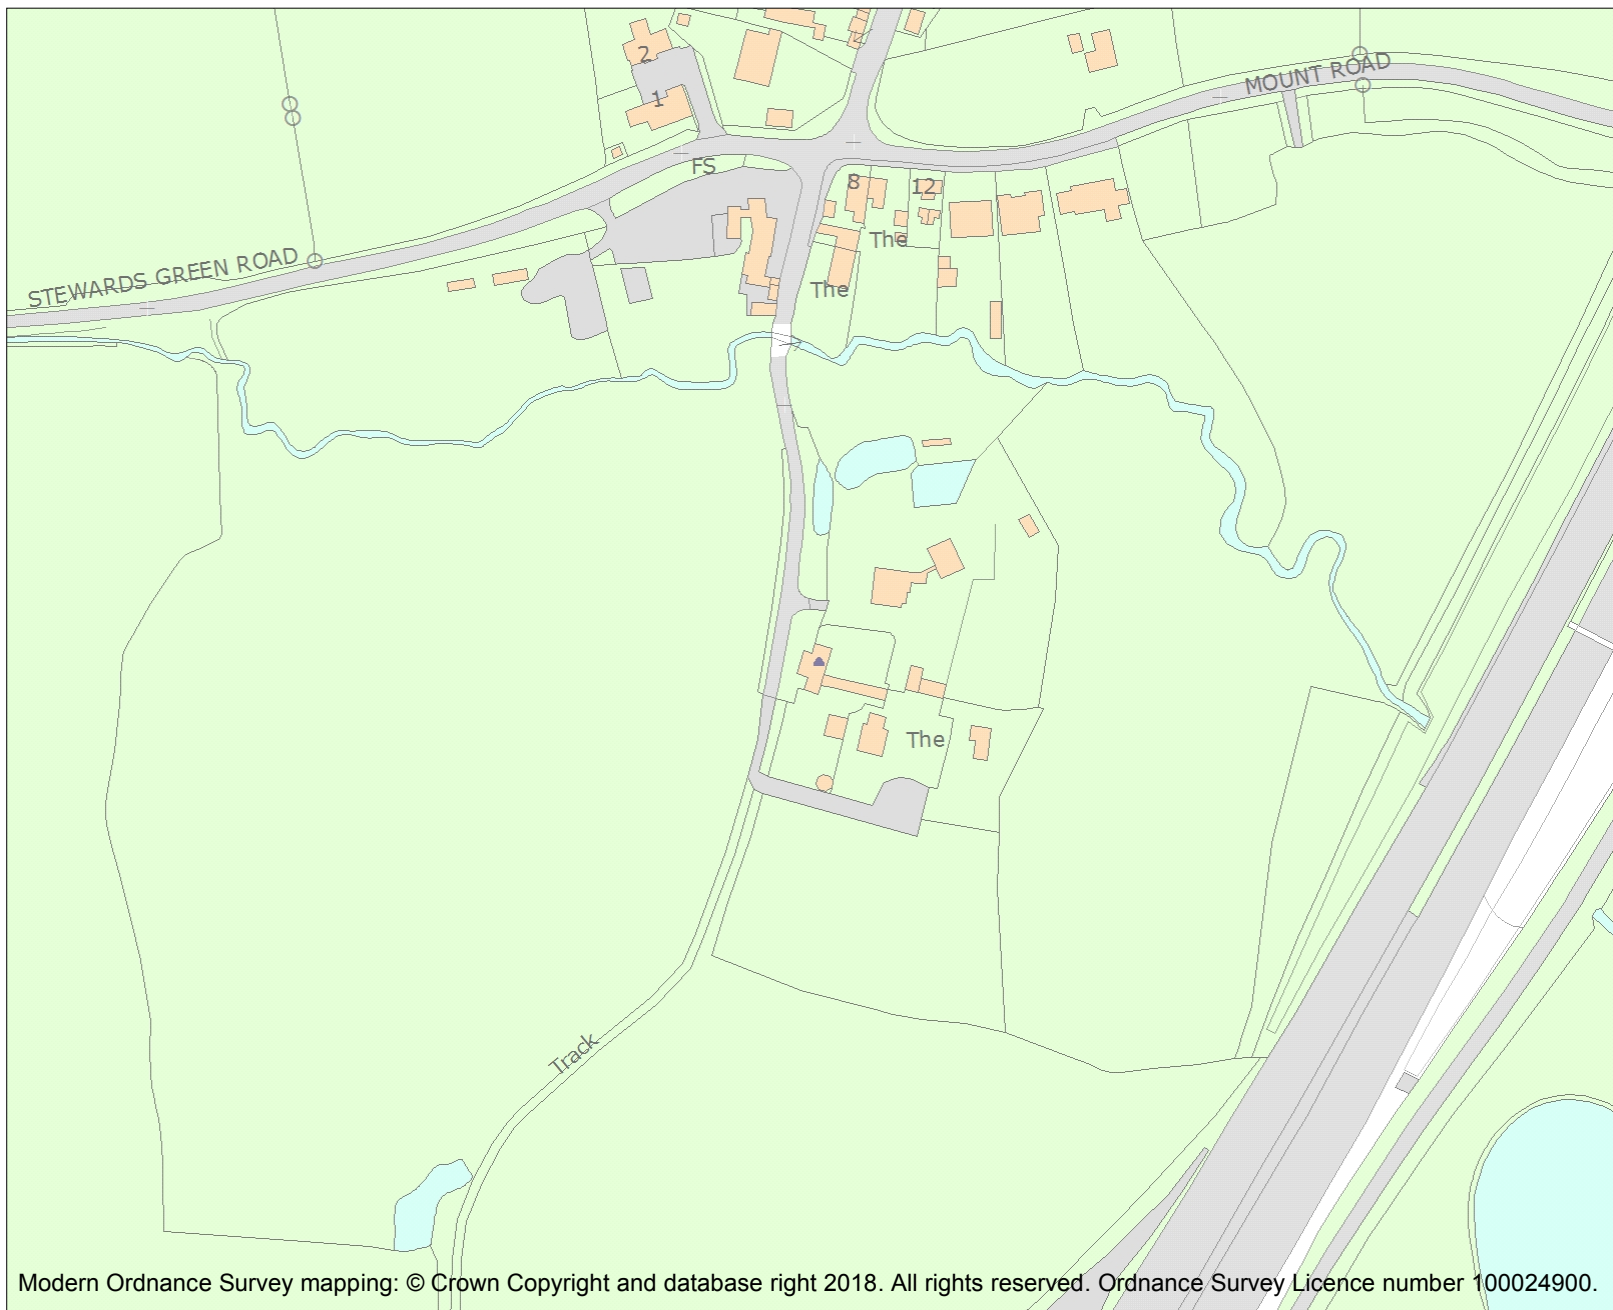 2
MOUNT ROAD
1
FS
8
12
The
STEWARDS GREEN ROAD
The
The
Track
Modern Ordnance Survey mapping: © Crown Copyright and database right 2018. All rights reserved. Ordnance Survey Licence number 100024900.